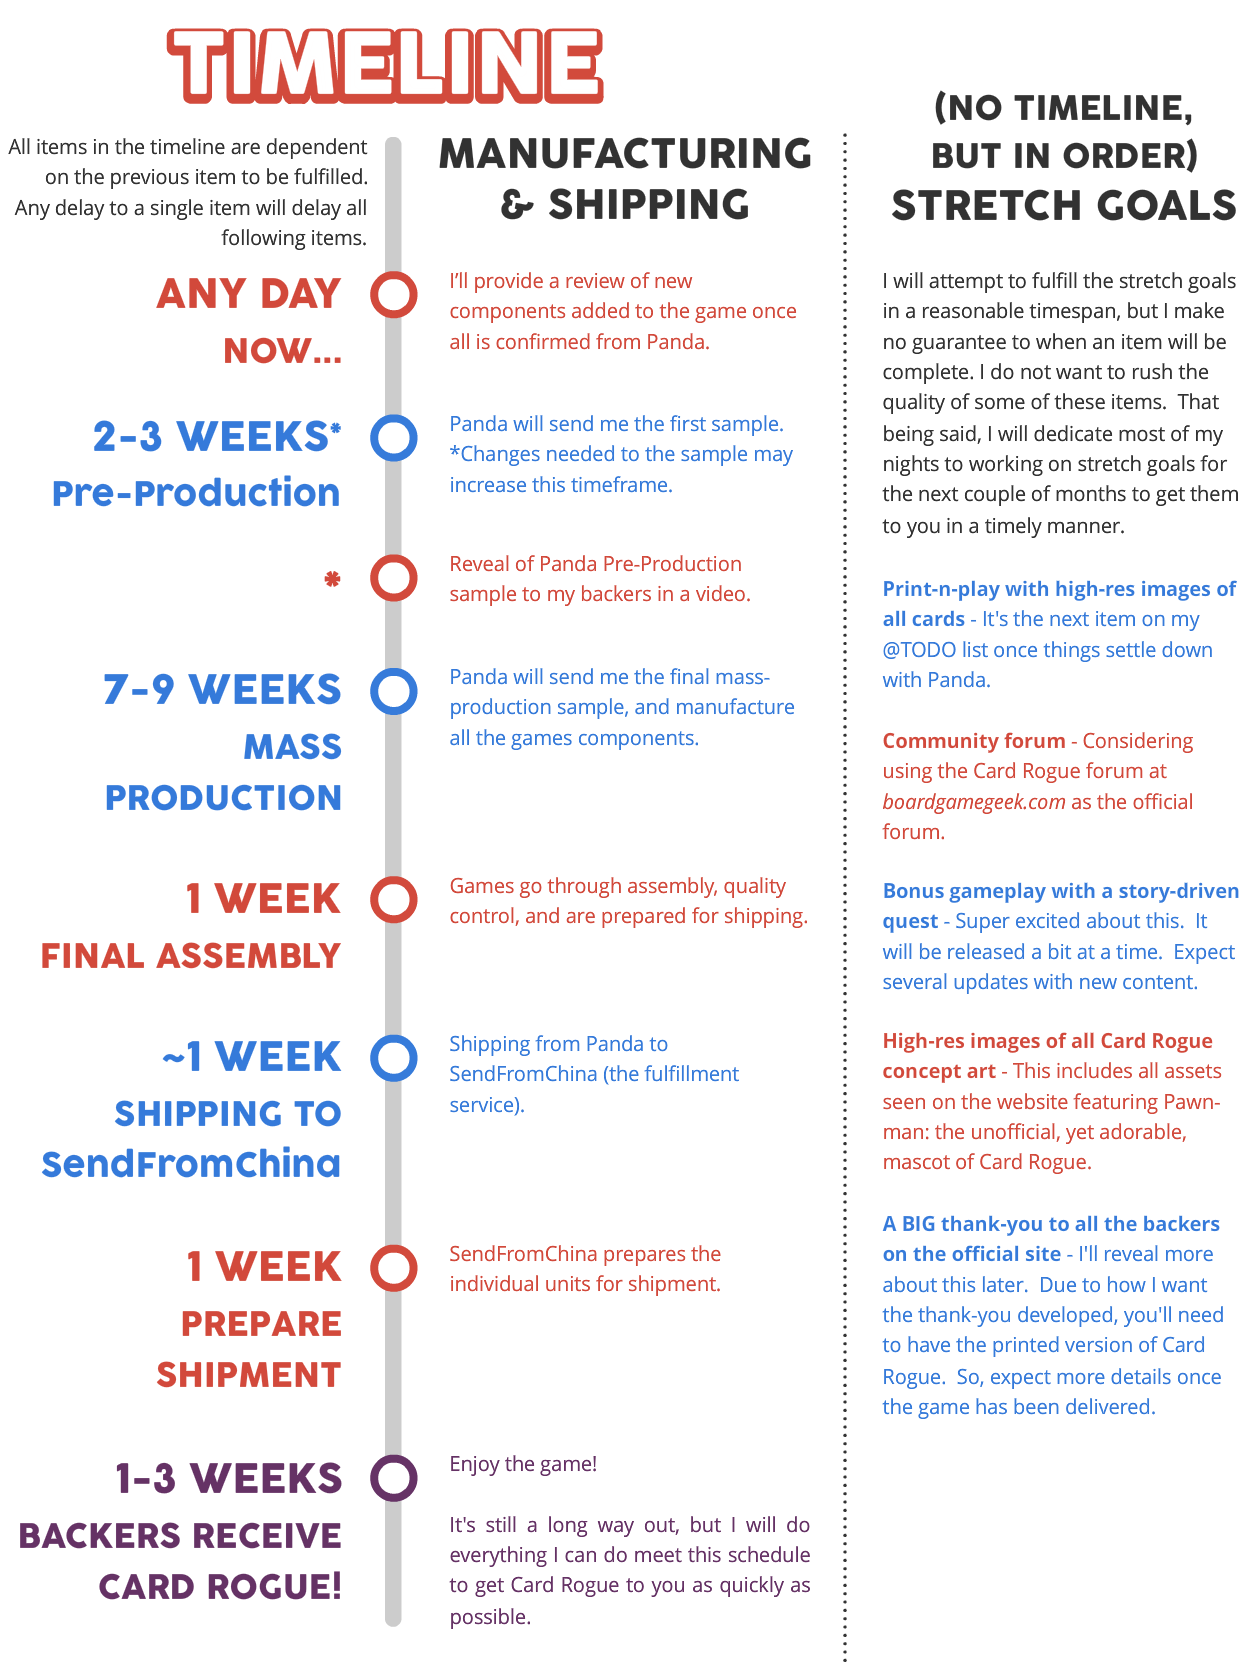 TIMELINE
All items in the timeline are dependent
on the previous item to be fulfilled.
Any delay to a single item will delay all
following items.
MANUFACTURING
& SHIPPING
ANY DAY
NOW...
I’ll provide a review of new
components added to the game once
all is confirmed from Panda.
2-3 WEEKS*
Pre-Production
Panda will send me the first sample.
*Changes needed to the sample may
increase this timeframe.
*
Reveal of Panda Pre-Production
sample to my backers in a video.
7-9 WEEKS
MASS
PRODUCTION
Panda will send me the final mass-
production sample, and manufacture
all the games components.
1 WEEK
FINAL ASSEMBLY
Games go through assembly, quality
control, and are prepared for shipping.
~1 WEEK
SHIPPING TO
SendFromChina
Shipping from Panda to
SendFromChina (the fulfillment
service).
1 WEEK
PREPARE
SHIPMENT
SendFromChina prepares the
individual units for shipment.
1-3 WEEKS
BACKERS RECEIVE
CARD ROGUE!
Enjoy the game!
It's still a long way out, but I will do
everything I can do meet this schedule
to get Card Rogue to you as quickly as
possible.
(NO TIMELINE,
BUT IN ORDER)
STRETCH GOALS
I will attempt to fulfill the stretch goals
in a reasonable timespan, but I make
no guarantee to when an item will be
complete. I do not want to rush the
quality of some of these items.  That
being said, I will dedicate most of my
nights to working on stretch goals for
the next couple of months to get them
to you in a timely manner.
Print-n-play with high-res images of
all cards - It's the next item on my
@TODO list once things settle down
with Panda.
Community forum - Considering
using the Card Rogue forum at
boardgamegeek.com as the official
forum.
Bonus gameplay with a story-driven
quest - Super excited about this.  It
will be released a bit at a time.  Expect
several updates with new content.
High-res images of all Card Rogue
concept art - This includes all assets
seen on the website featuring Pawn-
man: the unofficial, yet adorable,
mascot of Card Rogue.
A BIG thank-you to all the backers
on the official site - I'll reveal more
about this later.  Due to how I want
the thank-you developed, you'll need
to have the printed version of Card
Rogue.  So, expect more details once
the game has been delivered.